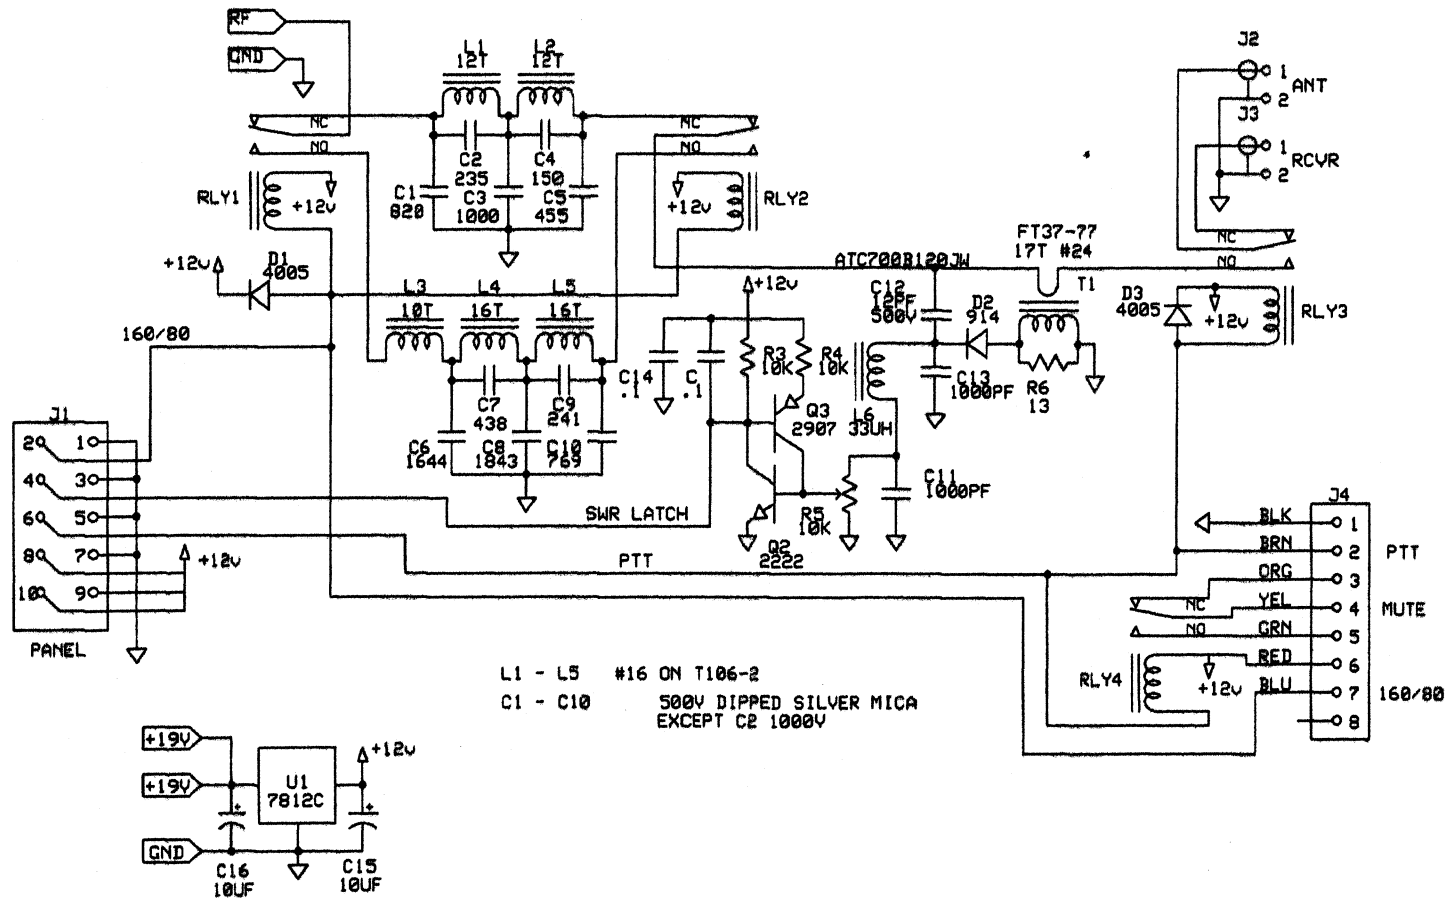 RF
GND
L1
12T
L2
12T
NC
NO
C2
235
C4
150
C1
820
C3
1000
C5
455
RLY1
+12v
NC
NO
+12v
RLY2
J2
1
2
ANT
J3
1
2
RCVR
NC
NO
FT37-77
17T #24
T1
ATC700B120JW
+12v
D1
4005
L3
10T
L4
16T
L5
16T
+12v
C12
12PF
500V
D2
914
D3
4005
+12v
RLY3
160/80
C14
.1
C
.1
R3
10K
R4
10K
C13
1000PF
R6
13
C7
438
C9
241
C6
1644
C8
1843
C10
769
Q3
2907
L6
33UH
J1
2 1
4 3
6 5
8 7
10 9
PANEL
+12v
SWR LATCH
PTT
R5
10K
Q2
2222
C11
1000PF
J4
BLK 1
BRN 2 PTT
ORG 3
NC YEL 4 MUTE
NO GRN 5
RED 6
RLY4
+12v
BLU 7 160/80
8
L1 - L5 #16 ON T106-2
C1 - C10 500V DIPPED SILVER MICA
EXCEPT C2 1000V
+19V
+19V
GND
U1
7812C
+12v
+
+
C16
10UF
C15
10UF